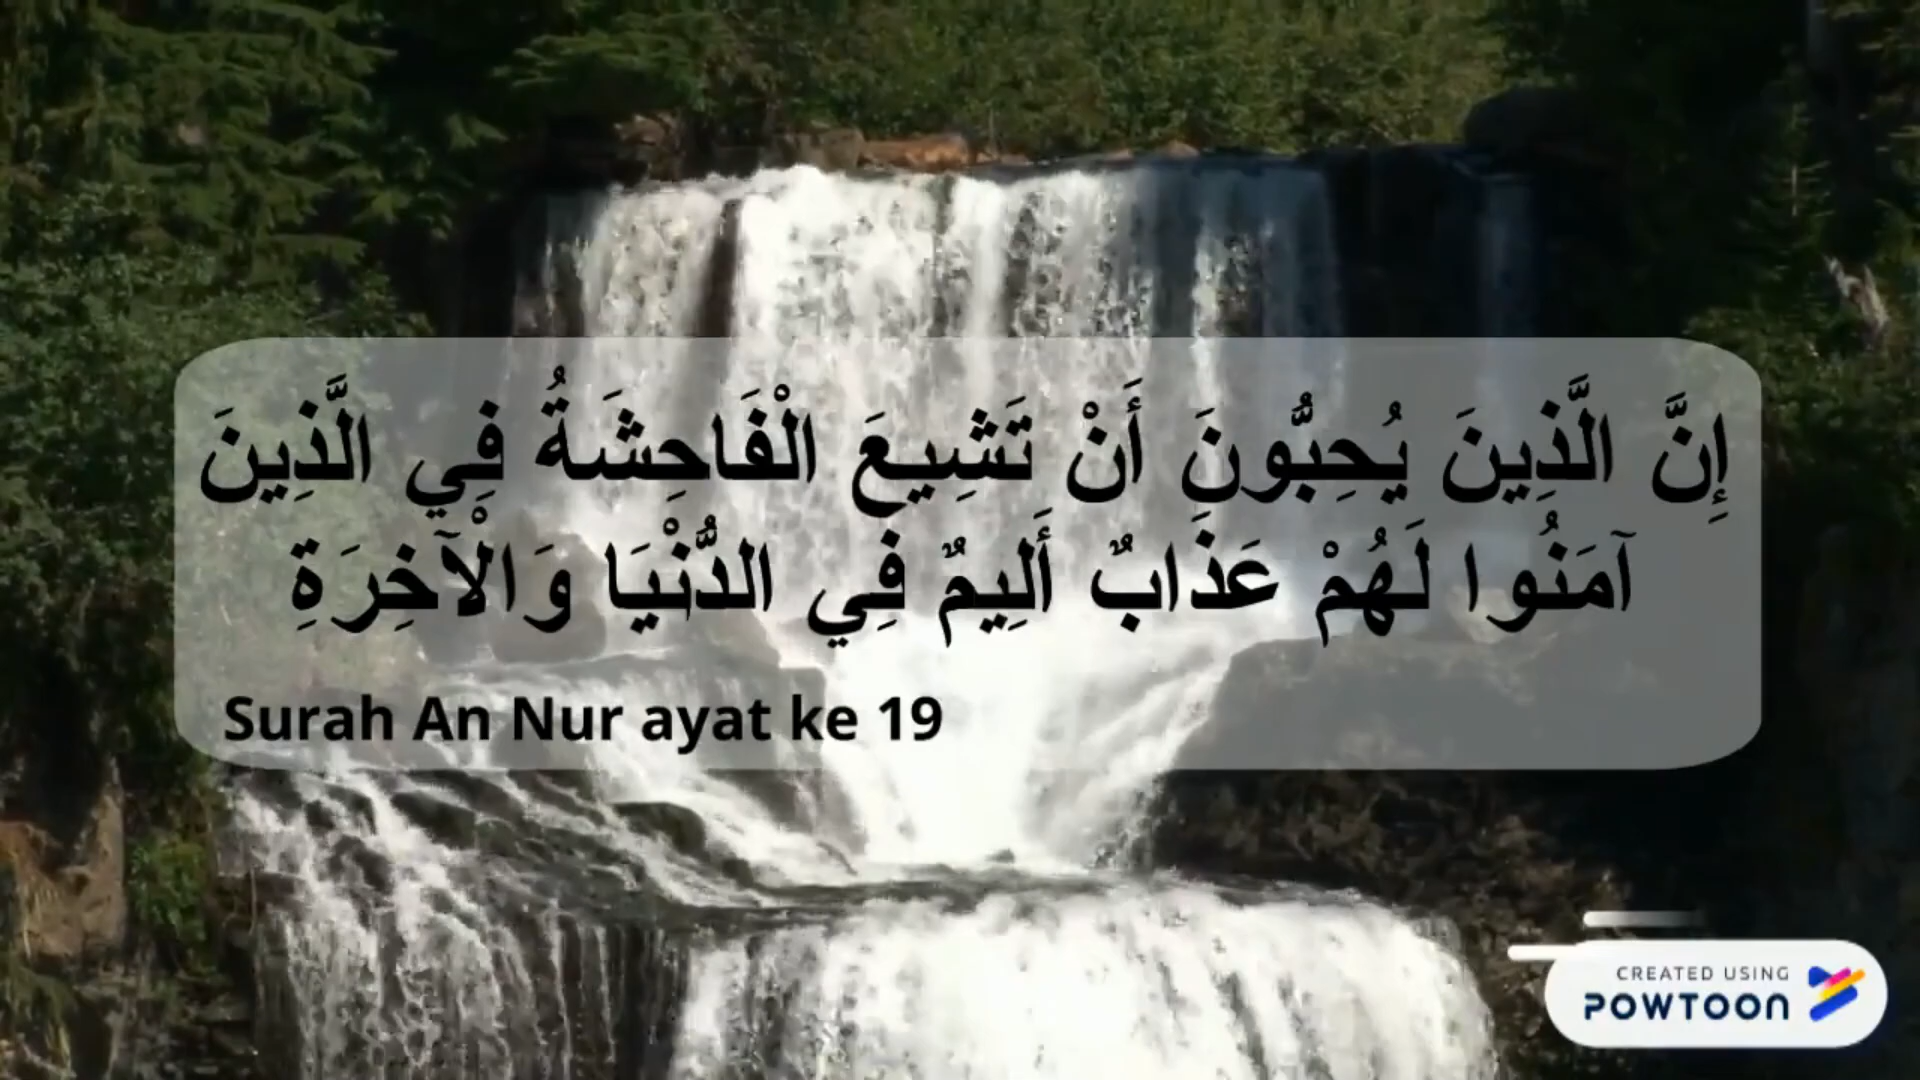 إِنَّ الَّذِينَ يُحِبُّونَ أَنْ تَشِيعَ الْفَاحِشَةُ فِي الَّذِينَ
آمَنُوا لَهُمْ عَذَابٌ أَلِيمٌ فِي الدُّنْيَا وَالْآخِرَةِ
Surah An Nur ayat ke 19
CREATED USING
POWTOON